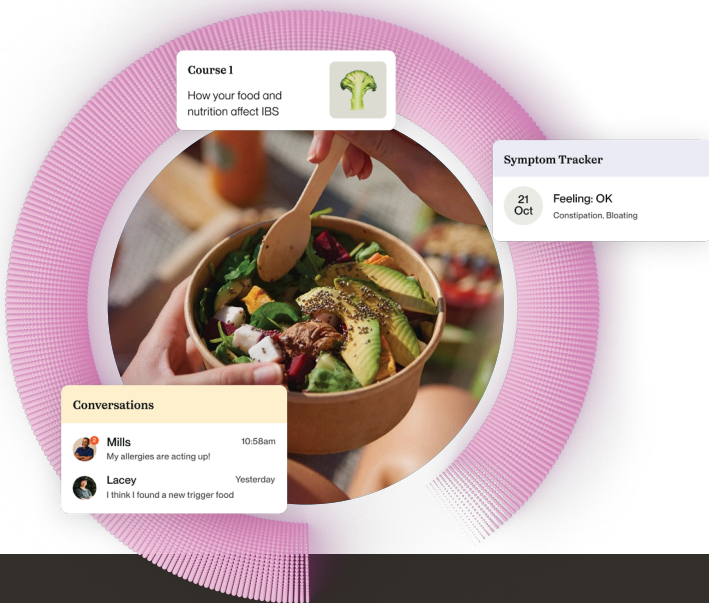 Course 1
How your food and
nutrition affect IBS
Symptom Tracker
21
Oct
Feeling: OK
Constipation, Bloating
Conversations
2
Mills
10:58am
My allergies are acting up!
Lacey
Yesterday
I think I found a new trigger food